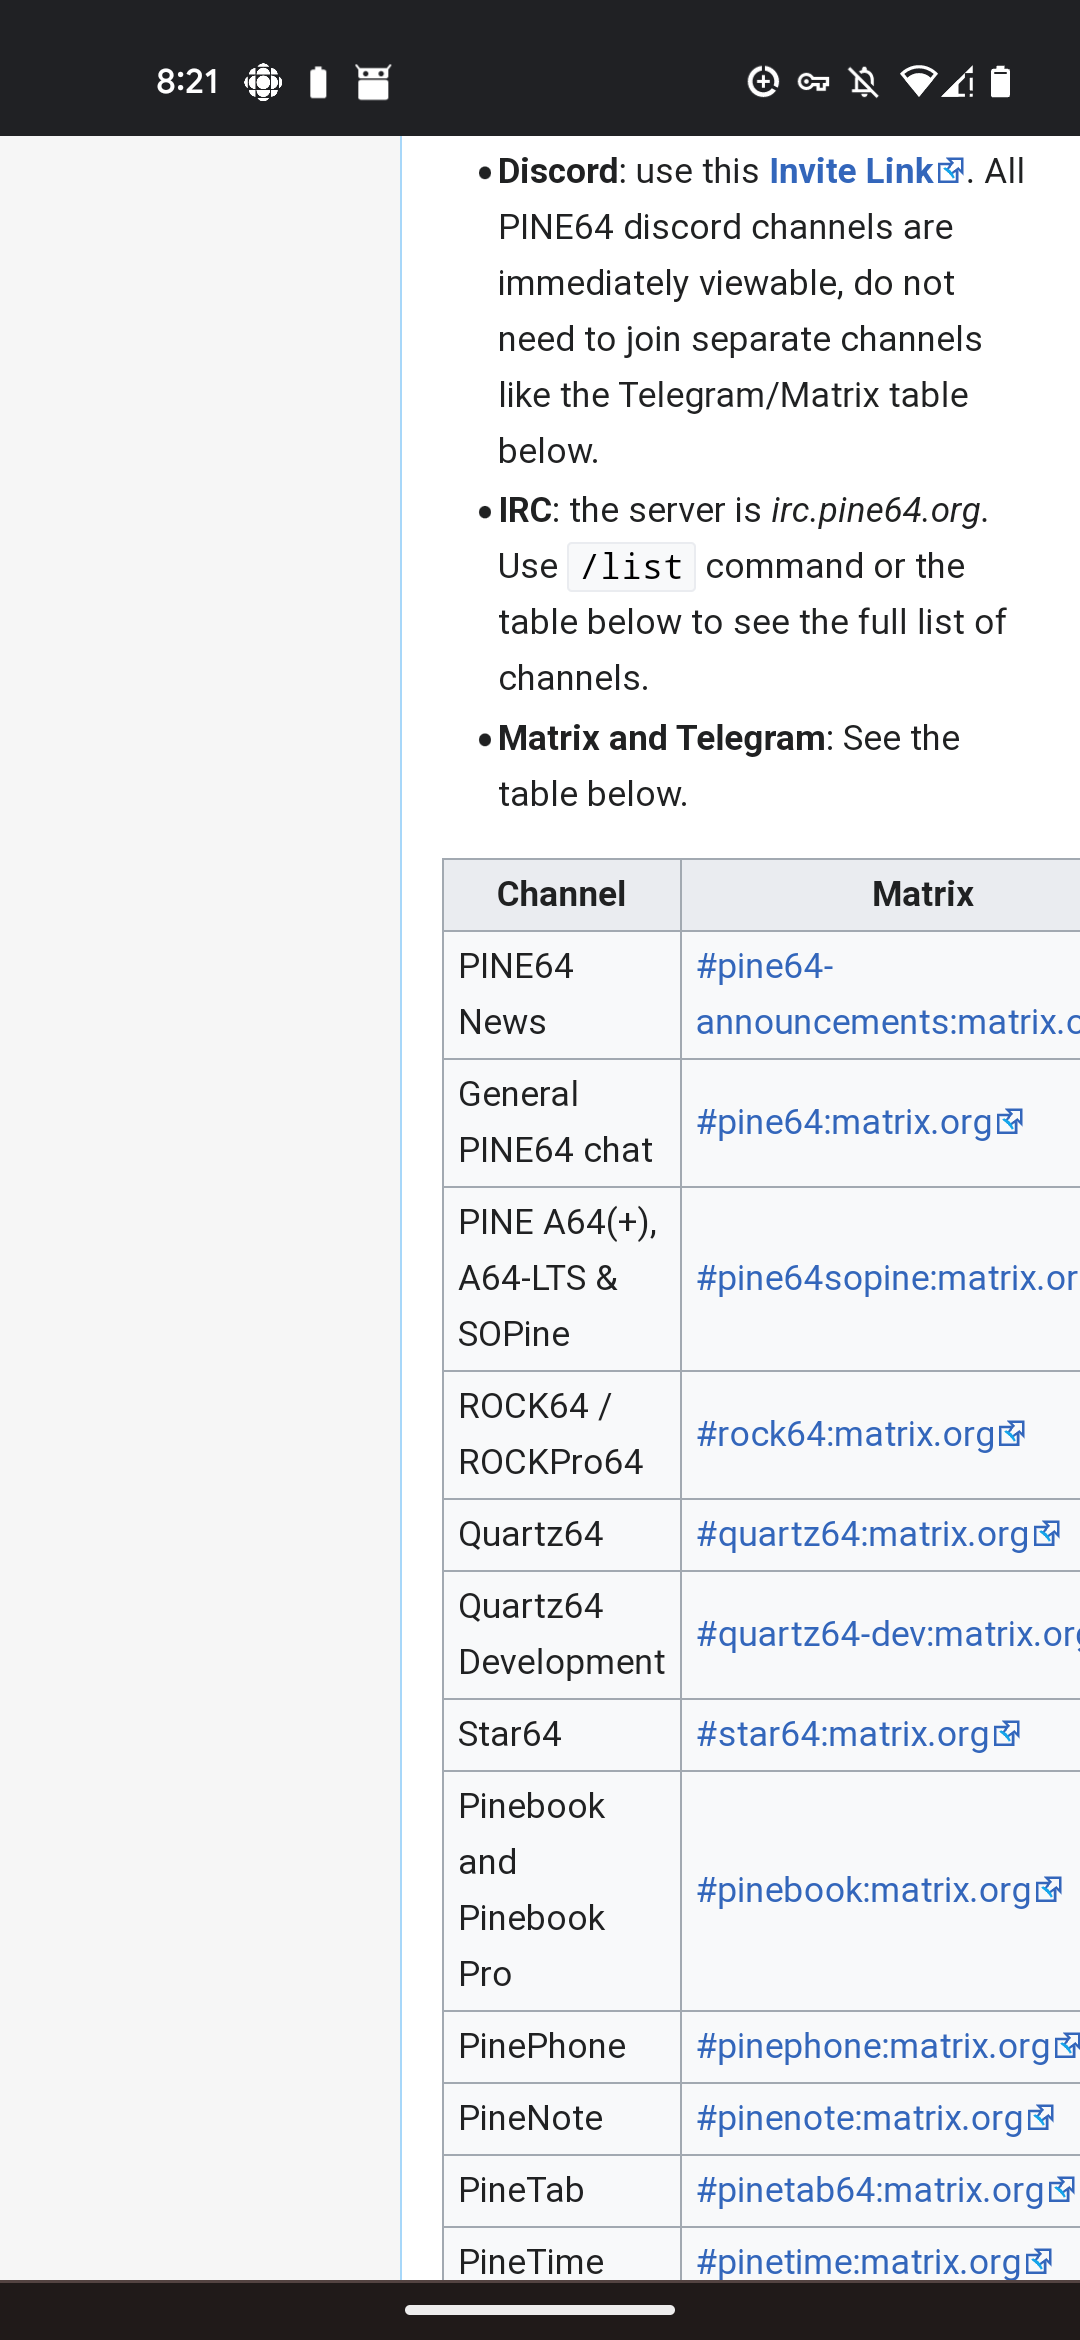 8:21
Discord: use this Invite Link. All
PINE64 discord channels are
immediately viewable, do not
need to join separate channels
like the Telegram/Matrix table
below.
IRC: the server is irc.pine64.org.
Use /list command or the
table below to see the full list of
channels.
Matrix and Telegram: See the
table below.
Channel
Matrix
PINE64
News
#pine64-
announcements:matrix.o
General
PINE64 chat
#pine64:matrix.org
PINE A64(+),
A64-LTS &
SOPine
#pine64sopine:matrix.or
ROCK64 /
ROCKPro64
#rock64:matrix.org
Quartz64
#quartz64:matrix.org
Quartz64
Development
#quartz64-dev:matrix.org
Star64
#star64:matrix.org
Pinebook
and
Pinebook
Pro
#pinebook:matrix.org
PinePhone
#pinephone:matrix.org
PineNote
#pinenote:matrix.org
PineTab
#pinetab64:matrix.org
PineTime
#pinetime:matrix.org